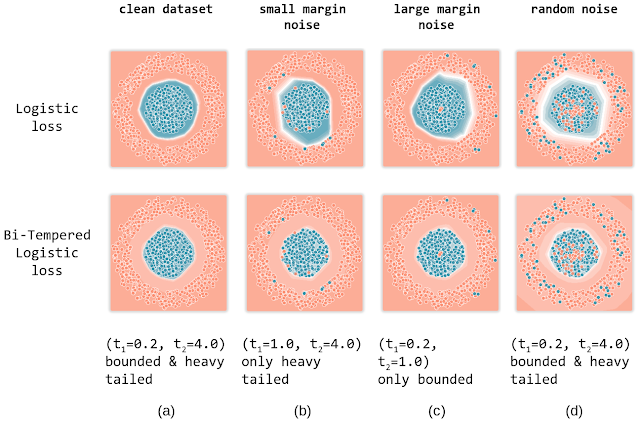 clean dataset
small margin
noise
large margin
noise
random noise
Logistic
loss
Bi-Tempered
Logistic
loss
(t1=0.2, t2=4.0)
bounded & heavy
tailed
(t1=1.0, t2=4.0)
only heavy
tailed
(t1=0.2,
t2=1.0)
only bounded
(t1=0.2, t2=4.0)
bounded & heavy
tailed
(a)
(b)
(c)
(d)